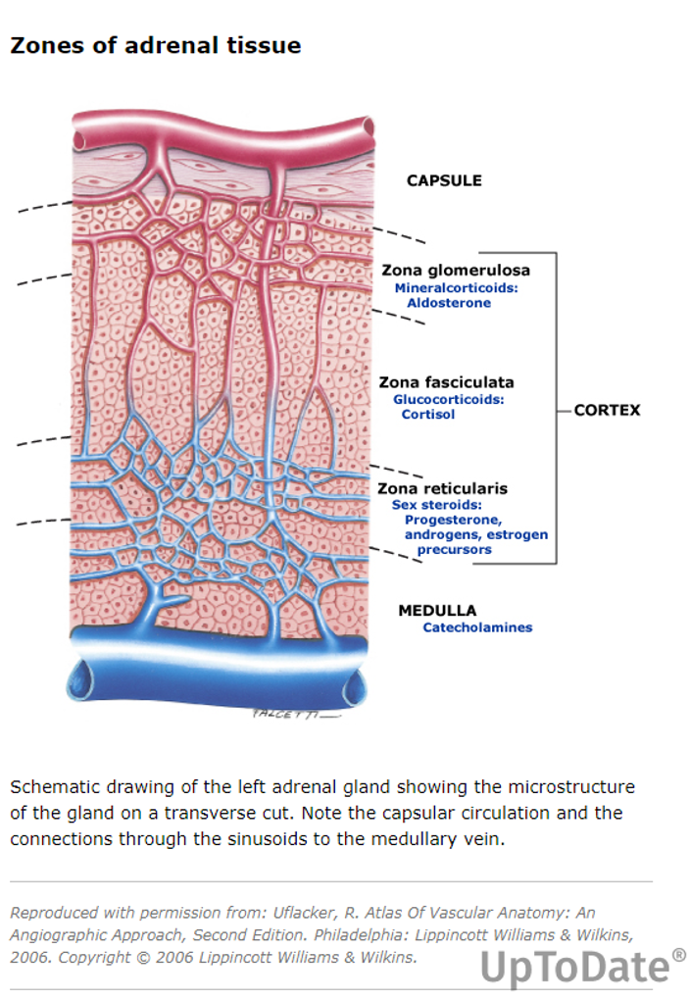 Zones of adrenal tissue
CAPSULE
Zona glomerulosa
Mineralcorticoids:
Aldosterone
Zona fasciculata
Glucocorticoids:
Cortisol
CORTEX
Zona reticularis
Sex steroids:
Progesterone,
androgens, estrogen
precursors
MEDULLA
Catecholamines
FALCETTI
Schematic drawing of the left adrenal gland showing the microstructure
of the gland on a transverse cut. Note the capsular circulation and the
connections through the sinusoids to the medullary vein.
Reproduced with permission from: Uflacker, R. Atlas Of Vascular Anatomy: An
Angiographic Approach, Second Edition. Philadelphia: Lippincott Williams & Wilkins,
2006. Copyright © 2006 Lippincott Williams & Wilkins.
UpToDate®